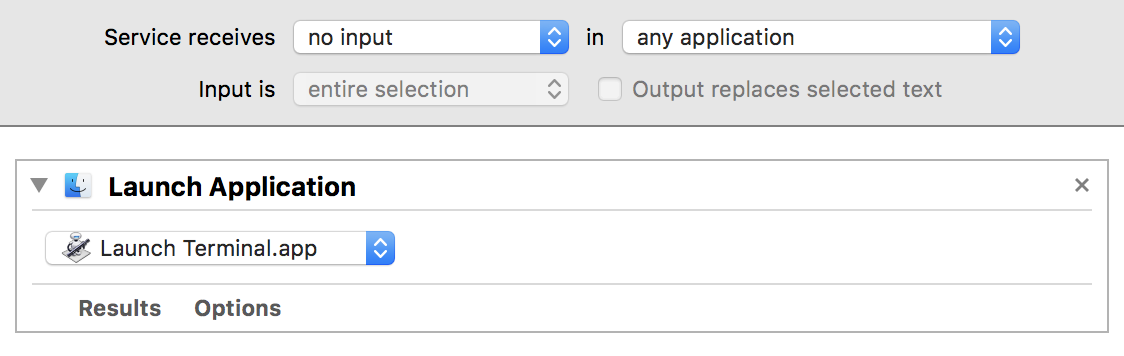 Service receives no input in any application
Input is entire selection Output replaces selected text
Launch Application
Launch Terminal.app
Results Options